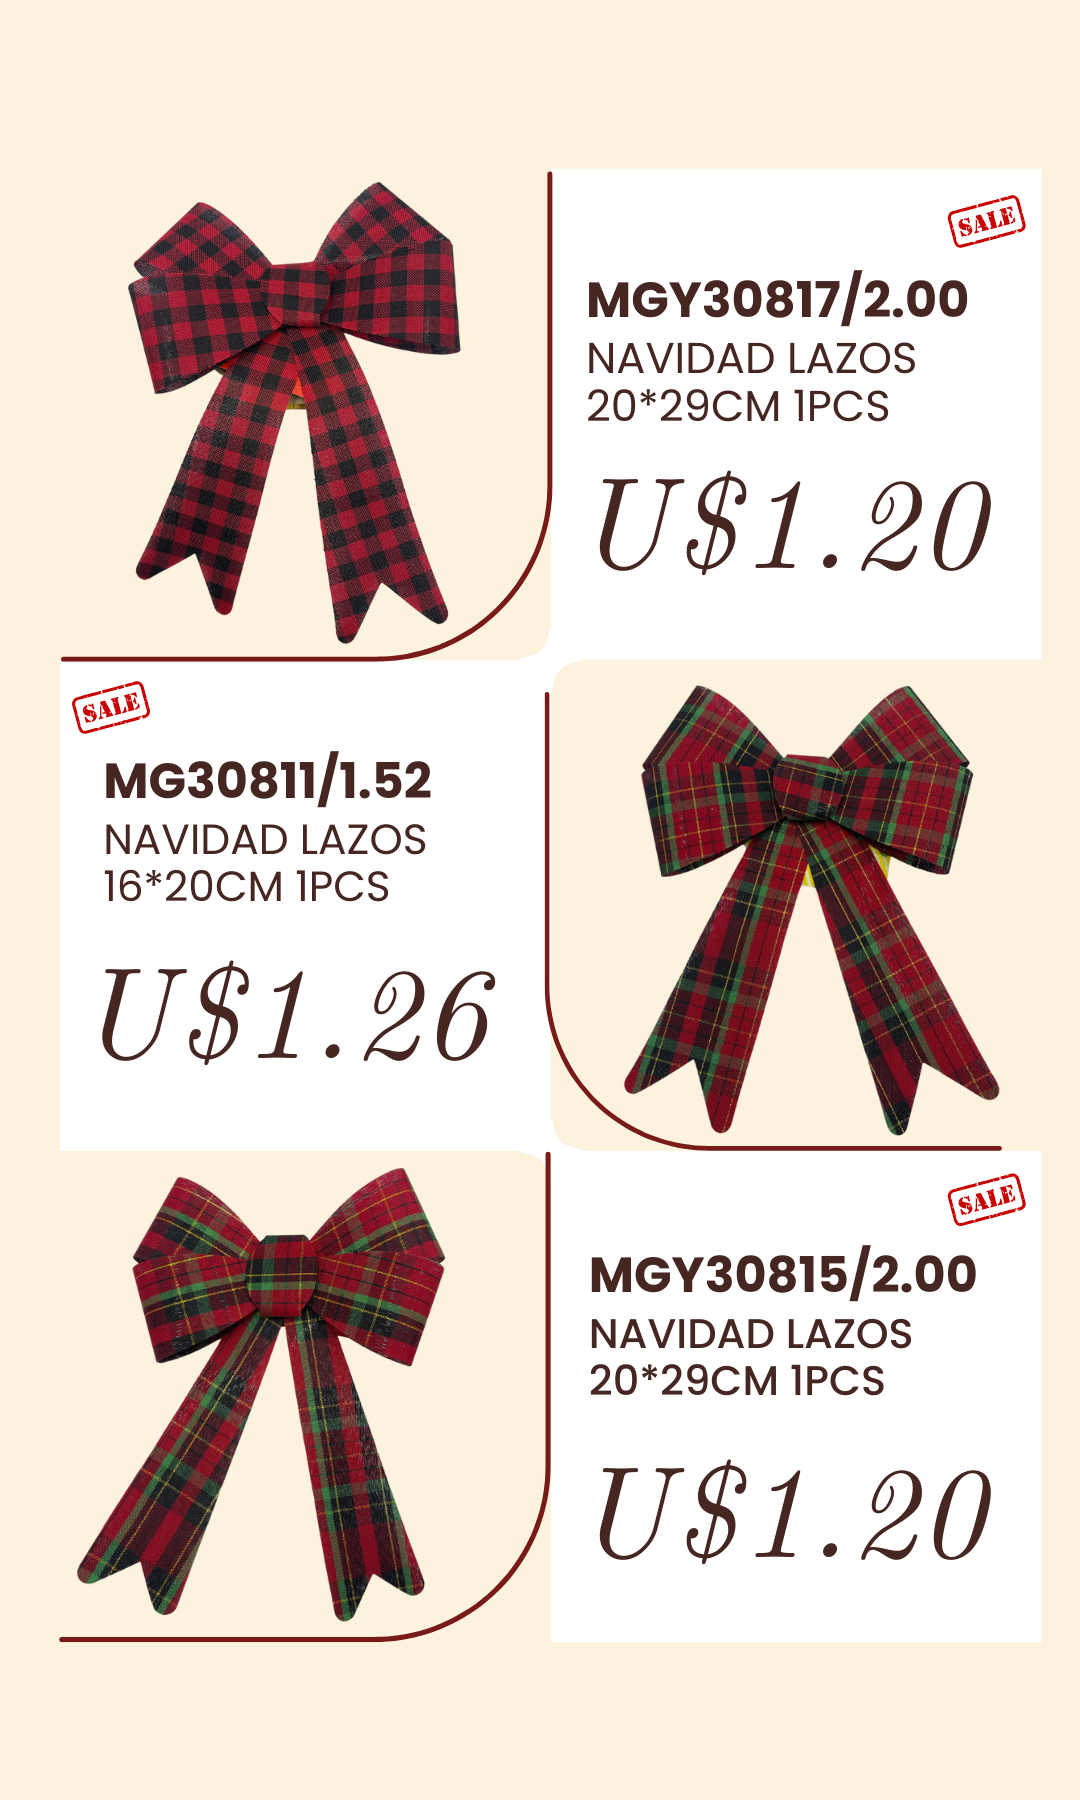 SALE
MGY30817/2.00
NAVIDAD LAZOS
20*29CM 1PCS
U$1.20
SALE
MG30811/1.52
NAVIDAD LAZOS
16*20CM 1PCS
U$1.26
SALE
MGY30815/2.00
NAVIDAD LAZOS
20*29CM 1PCS
U$1.20